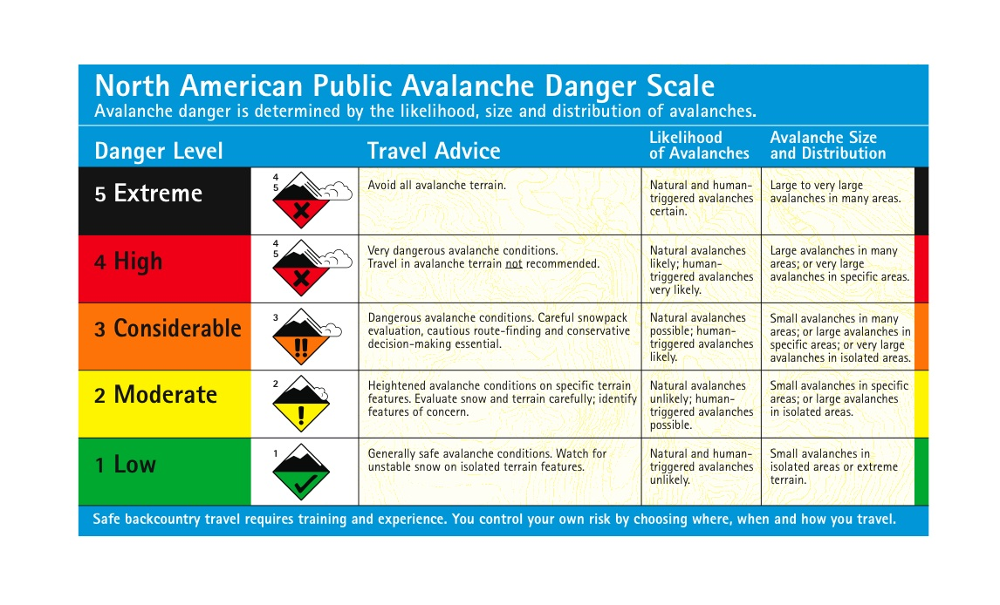 North American Public Avalanche Danger Scale
Avalanche danger is determined by the likelihood, size and distribution of avalanches.
Danger Level
Travel Advice
Likelihood
of Avalanches
Avalanche Size
and Distribution
5 Extreme
4
5
Avoid all avalanche terrain.
Natural and human-
triggered avalanches
certain.
Large to very large
avalanches in many areas.
4 High
4
5
Very dangerous avalanche conditions.
Travel in avalanche terrain not recommended.
Natural avalanches
likely; human-
triggered avalanches
very likely.
Large avalanches in many
areas; or very large
avalanches in specific areas.
3 Considerable
3
!!
Dangerous avalanche conditions. Careful snowpack
evaluation, cautious route-finding and conservative
decision-making essential.
Natural avalanches
possible; human-
triggered avalanches
likely.
Small avalanches in many
areas; or large avalanches in
specific areas; or very large
avalanches in isolated areas.
2 Moderate
2
!
Heightened avalanche conditions on specific terrain
features. Evaluate snow and terrain carefully; identify
features of concern.
Natural avalanches
unlikely; human-
triggered avalanches
possible.
Small avalanches in specific
areas; or large avalanches
in isolated areas.
1 Low
1
Generally safe avalanche conditions. Watch for
unstable snow on isolated terrain features.
Natural and human-
triggered avalanches
unlikely.
Small avalanches in
isolated areas or extreme
terrain.
Safe backcountry travel requires training and experience. You control your own risk by choosing where, when and how you travel.